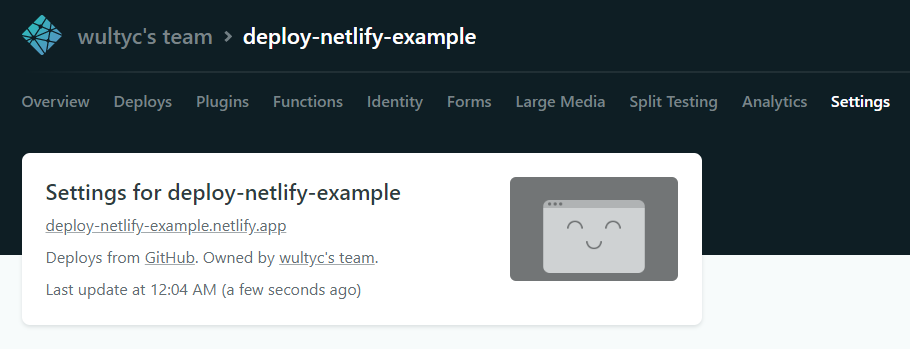 wultyc's team > deploy-netlify-example
Overview Deploys Plugins Functions Identity Forms Large Media Split Testing Analytics Settings
Settings for deploy-netlify-example
deploy-netlify-example.netlify.app
Deploys from GitHub. Owned by wultyc's team.
Last update at 12:04 AM (a few seconds ago)